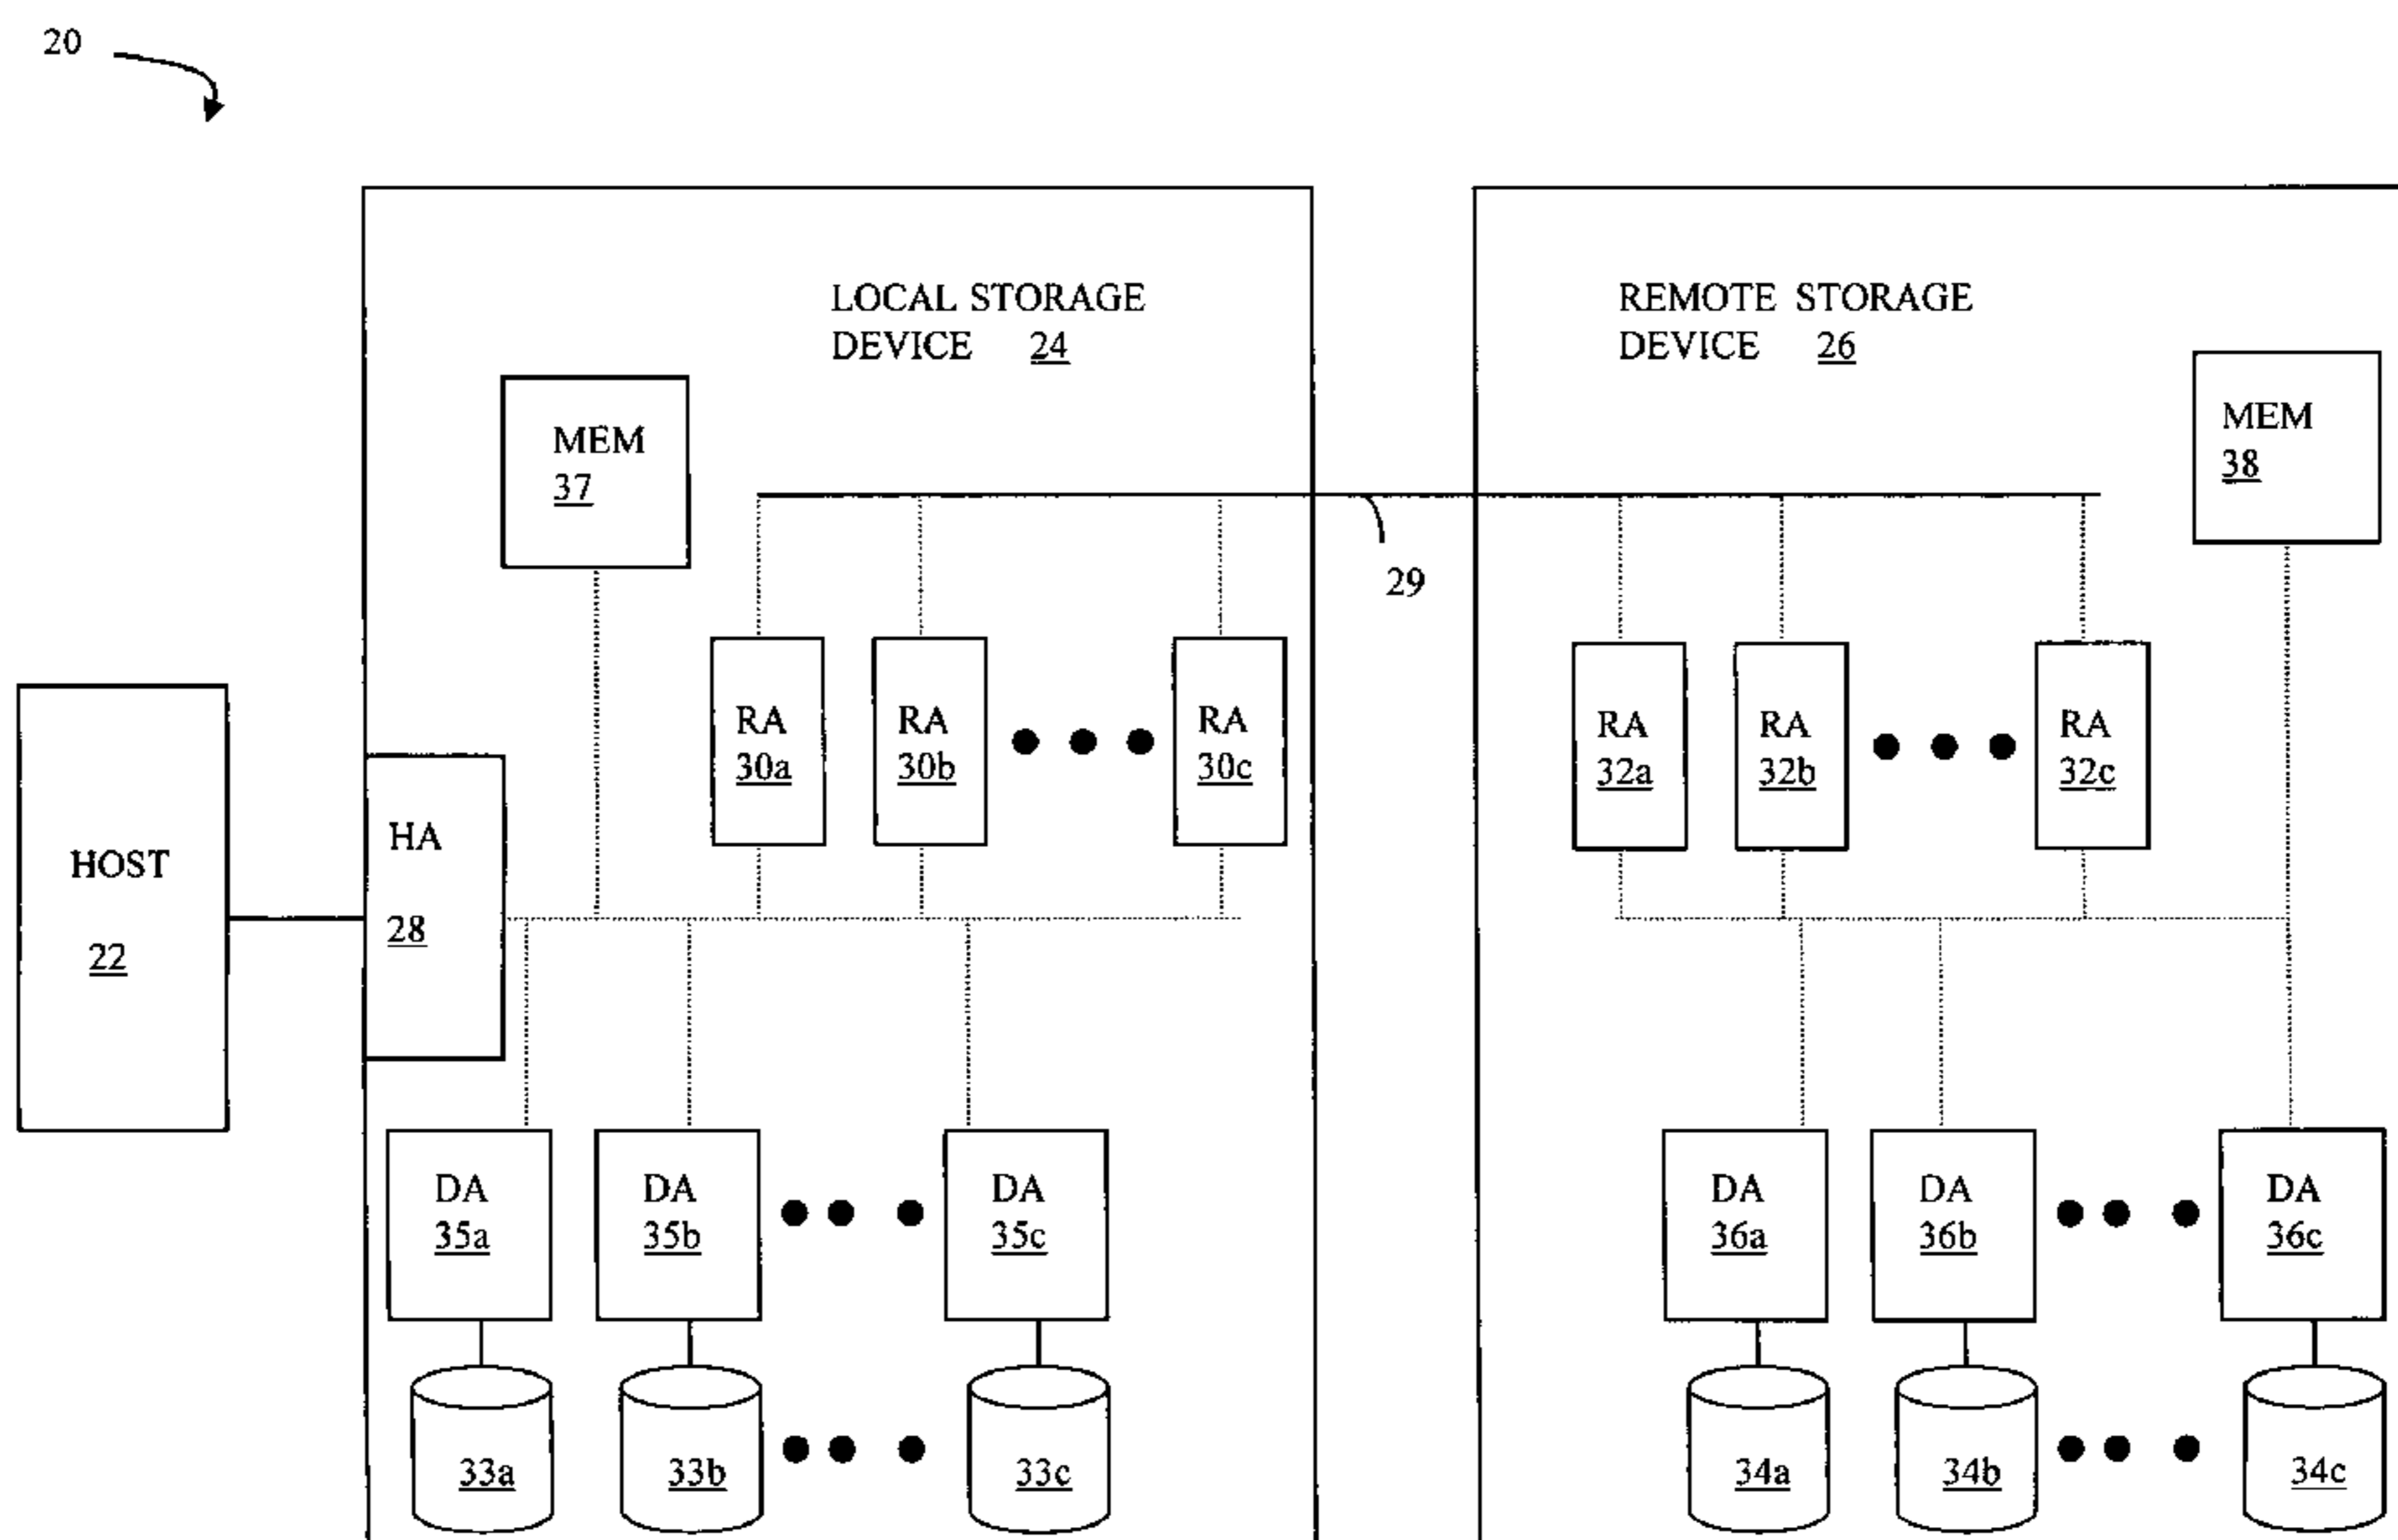 20
LOCAL STORAGE
DEVICE 24
REMOTE STORAGE
DEVICE 26
MEM
37
MEM
38
29
RA
30a
RA
30b
RA
30c
RA
32a
RA
32b
RA
32c
HOST
22
HA
28
DA
35a
DA
35b
DA
35c
DA
36a
DA
36b
DA
36c
33a
33b
33c
34a
34b
34c